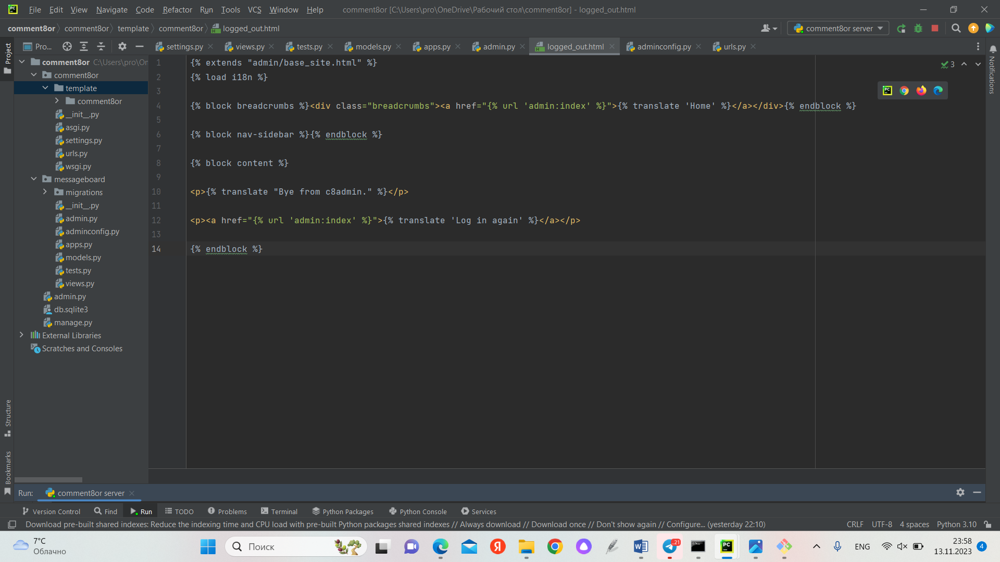 File Edit View Navigate Code Refactor Run Tools VCS Window Help comment8or [C:\Users\pro\OneDrive\Рабочий стол\comment8or] - logged_out.html
comment8or comment8or template comment8or logged_out.html comment8or server
Project
Pro...
settings.py views.py tests.py models.py apps.py admin.py logged_out.html adminconfig.py urls.py
Notifications
comment8or C:\Users\pro\On
comment8or
template
comment8or
__init__.py
asgi.py
settings.py
urls.py
wsgi.py
messageboard
migrations
__init__.py
admin.py
adminconfig.py
apps.py
models.py
tests.py
views.py
admin.py
db.sqlite3
manage.py
External Libraries
Scratches and Consoles
3
1 {% extends "admin/base_site.html" %}
2 {% load i18n %}
3
4 {% block breadcrumbs %}<div class="breadcrumbs"><a href="{% url 'admin:index' %}">{% translate 'Home' %}</a></div>{% endblock %}
5
6 {% block nav-sidebar %}{% endblock %}
7
8 {% block content %}
9
10 <p>{% translate "Bye from c8admin." %}</p>
11
12 <p><a href="{% url 'admin:index' %}">{% translate 'Log in again' %}</a></p>
13
14 {% endblock %}
Structure
Bookmarks
Run: comment8or server
Version Control Find Run TODO Problems Terminal Python Packages Python Console Services
Download pre-built shared indexes: Reduce the indexing time and CPU load with pre-built Python packages shared indexes // Always download // Download once // Don't show again // Configure... (yesterday 22:10) CRLF UTF-8 4 spaces Python 3.10
7°C
Облачно
Поиск
..21
ENG
23:58
13.11.2023
4